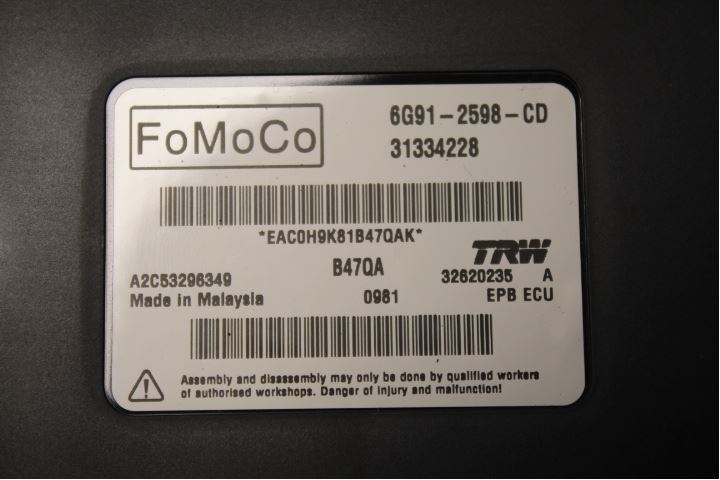 FoMoCo
6G91-2598-CD
31334228
*EAC0H9K81B47QAK*
TRW
B47QA
A2C53296349
32620235 A
Made in Malaysia
0981
EPB ECU
Assembly and disassembly may only be done by qualified workers
of authorised workshops. Danger of injury and malfunction!